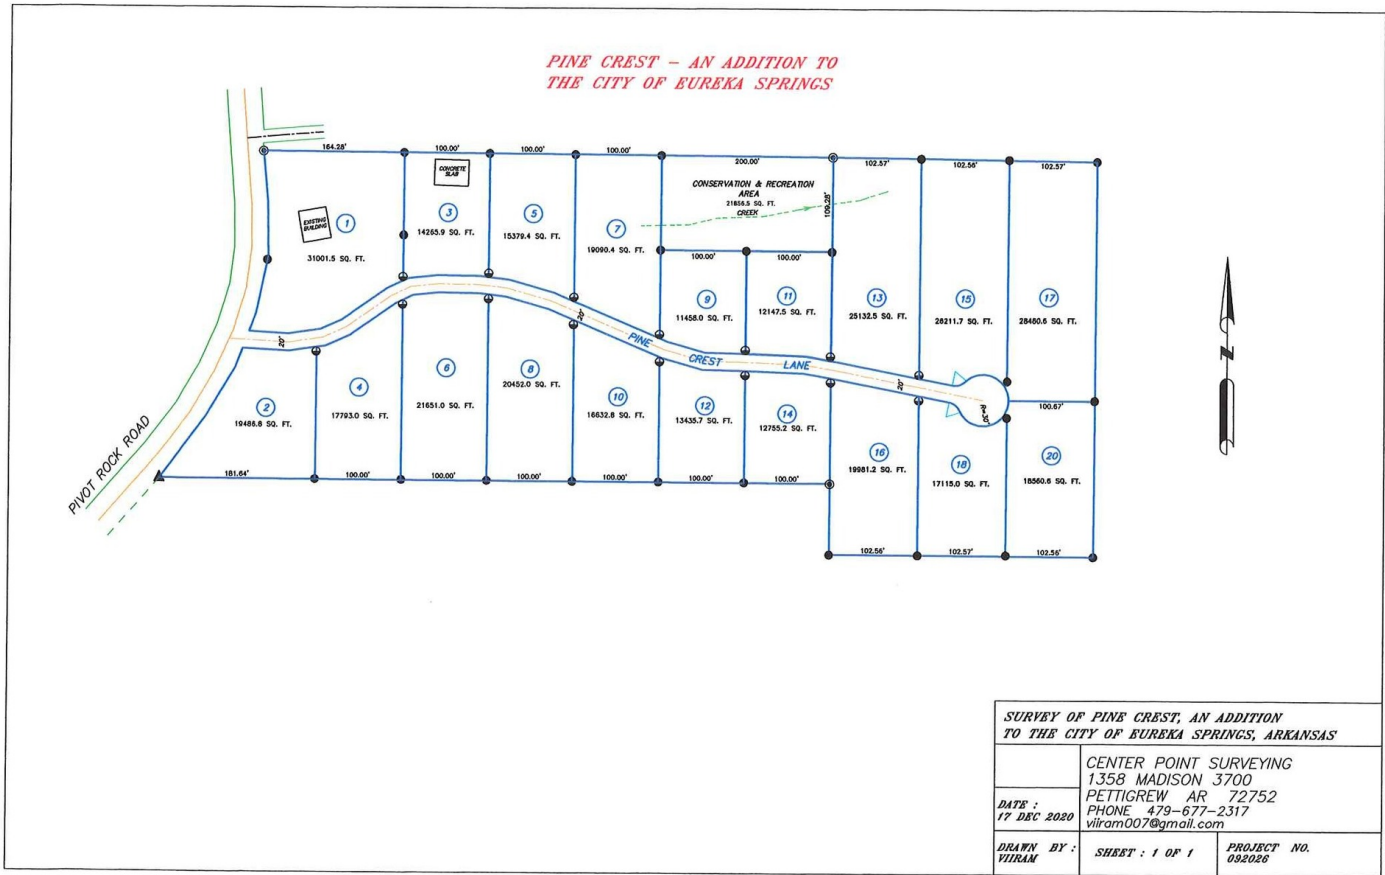 PINE CREST - AN ADDITION TO
THE CITY OF EUREKA SPRINGS
164.28'
100.00'
100.00'
100.00'
200.00'
102.57'
102.56'
102.57'
CONCRETE
SLAB
CONSERVATION & RECREATION
AREA
21856.5 SQ. FT.
CREEK
109.28'
EXISTING
BUILDING
1
31001.5 SQ. FT.
3
14265.9 SQ. FT.
5
15379.4 SQ. FT.
7
19090.4 SQ. FT.
100.00'
100.00'
9
11458.0 SQ. FT.
11
12147.5 SQ. FT.
13
25132.5 SQ. FT.
15
26211.7 SQ. FT.
17
28480.6 SQ. FT.
20'
20'
PINE CREST LANE
20'
R=30'
100.67'
PIVOT ROCK ROAD
2
19486.8 SQ. FT.
4
17793.0 SQ. FT.
6
21651.0 SQ. FT.
8
20452.0 SQ. FT.
10
16632.8 SQ. FT.
12
13435.7 SQ. FT.
14
12755.2 SQ. FT.
16
19981.2 SQ. FT.
18
17115.0 SQ. FT.
20
18560.6 SQ. FT.
181.64'
100.00'
100.00'
100.00'
100.00'
100.00'
100.00'
102.56'
102.57'
102.56'
N
SURVEY OF PINE CREST, AN ADDITION
TO THE CITY OF EUREKA SPRINGS, ARKANSAS
CENTER POINT SURVEYING
1358 MADISON 3700
PETTIGREW AR 72752
PHONE 479-677-2317
viiram007@gmail.com
DATE :
17 DEC 2020
DRAWN BY :
VIIRAM
SHEET : 1 OF 1
PROJECT NO.
092026